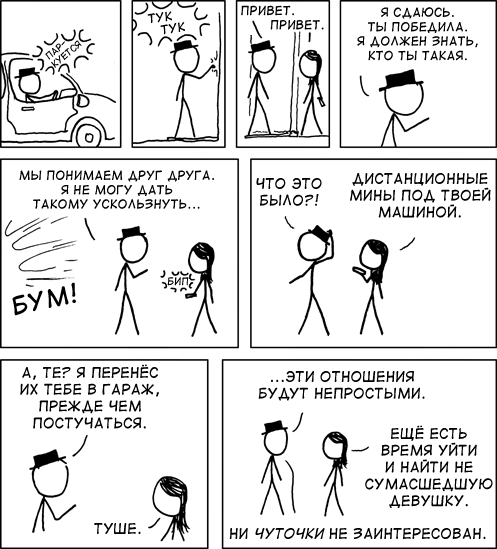 ПАР-
КУЕТСЯ
ТУК
ТУК
ПРИВЕТ.
ПРИВЕТ.
Я СДАЮСЬ.
ТЫ ПОБЕДИЛА.
Я ДОЛЖЕН ЗНАТЬ,
КТО ТЫ ТАКАЯ.
МЫ ПОНИМАЕМ ДРУГ ДРУГА.
Я НЕ МОГУ ДАТЬ
ТАКОМУ УСКОЛЬЗНУТЬ...
БУМ!
БИП
ЧТО ЭТО
БЫЛО?!
ДИСТАНЦИОННЫЕ
МИНЫ ПОД ТВОЕЙ
МАШИНОЙ.
А, ТЕ? Я ПЕРЕНЁС
ИХ ТЕБЕ В ГАРАЖ,
ПРЕЖДЕ ЧЕМ
ПОСТУЧАТЬСЯ.
ТУШЕ.
...ЭТИ ОТНОШЕНИЯ
БУДУТ НЕПРОСТЫМИ.
ЕЩЁ ЕСТЬ
ВРЕМЯ УЙТИ
И НАЙТИ НЕ
СУМАСШЕДШУЮ
ДЕВУШКУ.
НИ ЧУТОЧКИ НЕ ЗАИНТЕРЕСОВАН.